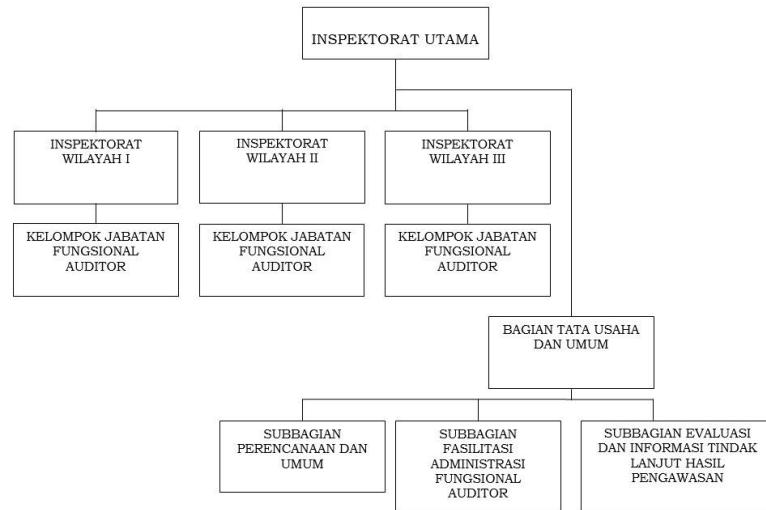 INSPEKTORAT UTAMA
INSPEKTORAT
WILAYAH I
INSPEKTORAT
WILAYAH II
INSPEKTORAT
WILAYAH III
KELOMPOK JABATAN
FUNGSIONAL
AUDITOR
KELOMPOK JABATAN
FUNGSIONAL
AUDITOR
KELOMPOK JABATAN
FUNGSIONAL
AUDITOR
BAGIAN TATA USAHA
DAN UMUM
SUBBAGIAN
PERENCANAAN DAN
UMUM
SUBBAGIAN
FASILITASI
ADMINISTRASI
FUNGSIONAL
AUDITOR
SUBBAGIAN EVALUASI
DAN INFORMASI TINDAK
LANJUT HASIL
PENGAWASAN